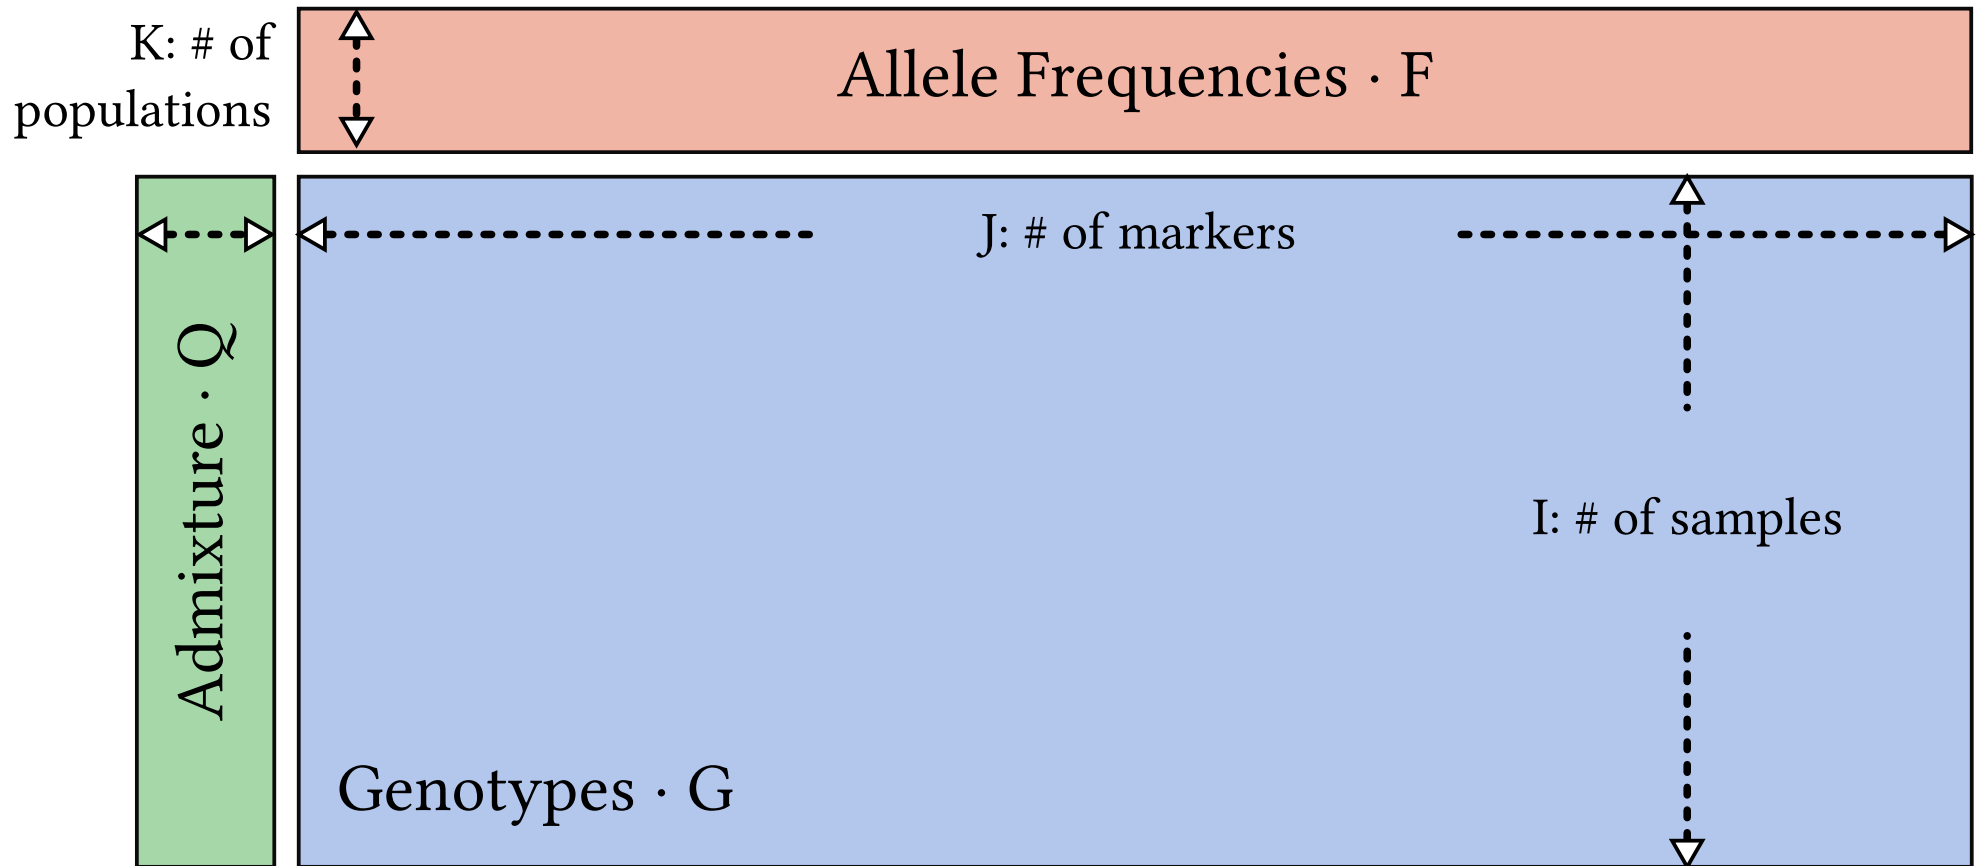 K: # of
populations
Allele Frequencies · F
J: # of markers
Admixture · Q
I: # of samples
Genotypes · G